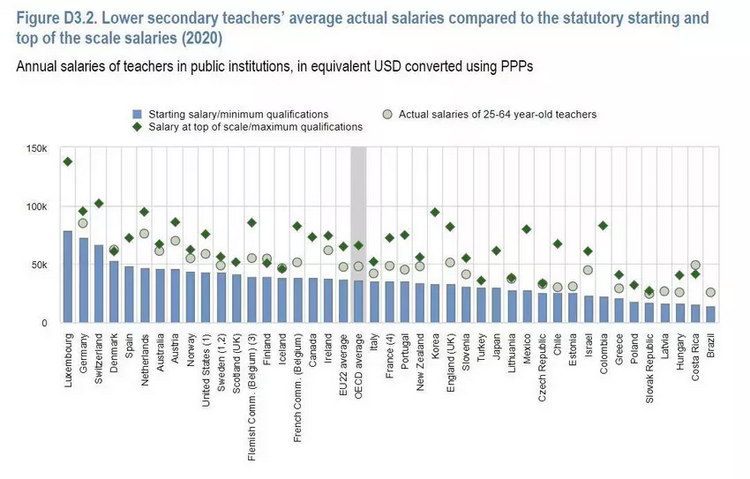 Figure D3.2. Lower secondary teachers' average actual salaries compared to the statutory starting and
top of the scale salaries (2020)
Annual salaries of teachers in public institutions, in equivalent USD converted using PPPs
Starting salary/minimum qualifications
Actual salaries of 25-64 year-old teachers
Salary at top of scale/maximum qualifications
150k
100k
50k
0
Luxembourg
Germany
Switzerland
Denmark
Spain
Netherlands
Australia
Austria
Norway
United States (1)
Sweden (1,2)
Scotland (UK)
Flemish Comm. (Belgium) (3)
Finland
Iceland
French Comm. (Belgium)
Canada
Ireland
EU22 average
OECD average
Italy
France (4)
Portugal
New Zealand
Korea
England (UK)
Slovenia
Turkey
Japan
Lithuania
Mexico
Czech Republic
Chile
Estonia
Israel
Colombia
Greece
Poland
Slovak Republic
Latvia
Hungary
Costa Rica
Brazil